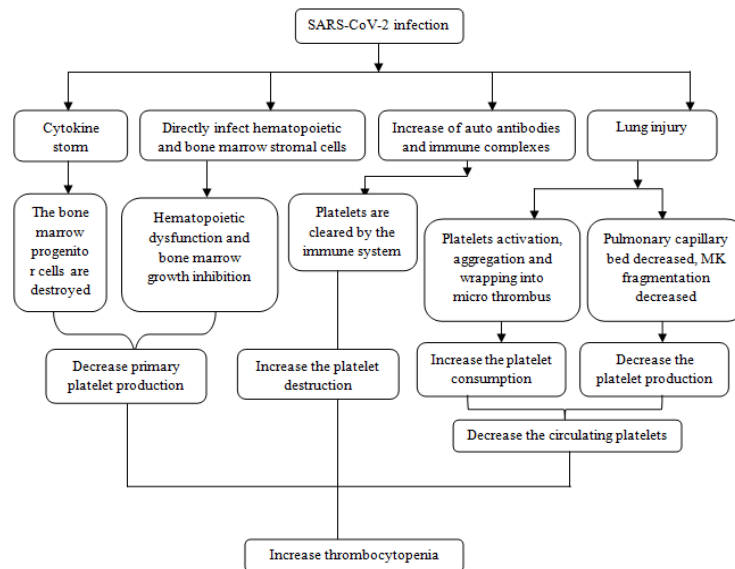 SARS-CoV-2 infection
Cytokine
storm
Directly infect hematopoietic
and bone marrow stromal cells
Increase of auto antibodies
and immune complexes
Lung injury
The bone
marrow
progenito
r cells are
destroyed
Hematopoietic
dysfunction and
bone marrow
growth inhibition
Platelets are
cleared by the
immune system
Platelets activation,
aggregation and
wrapping into
micro thrombus
Pulmonary capillary
bed decreased, MK
fragmentation
decreased
Decrease primary
platelet production
Increase the platelet
destruction
Increase the platelet
consumption
Decrease the
platelet production
Decrease the circulating platelets
Increase thrombocytopenia